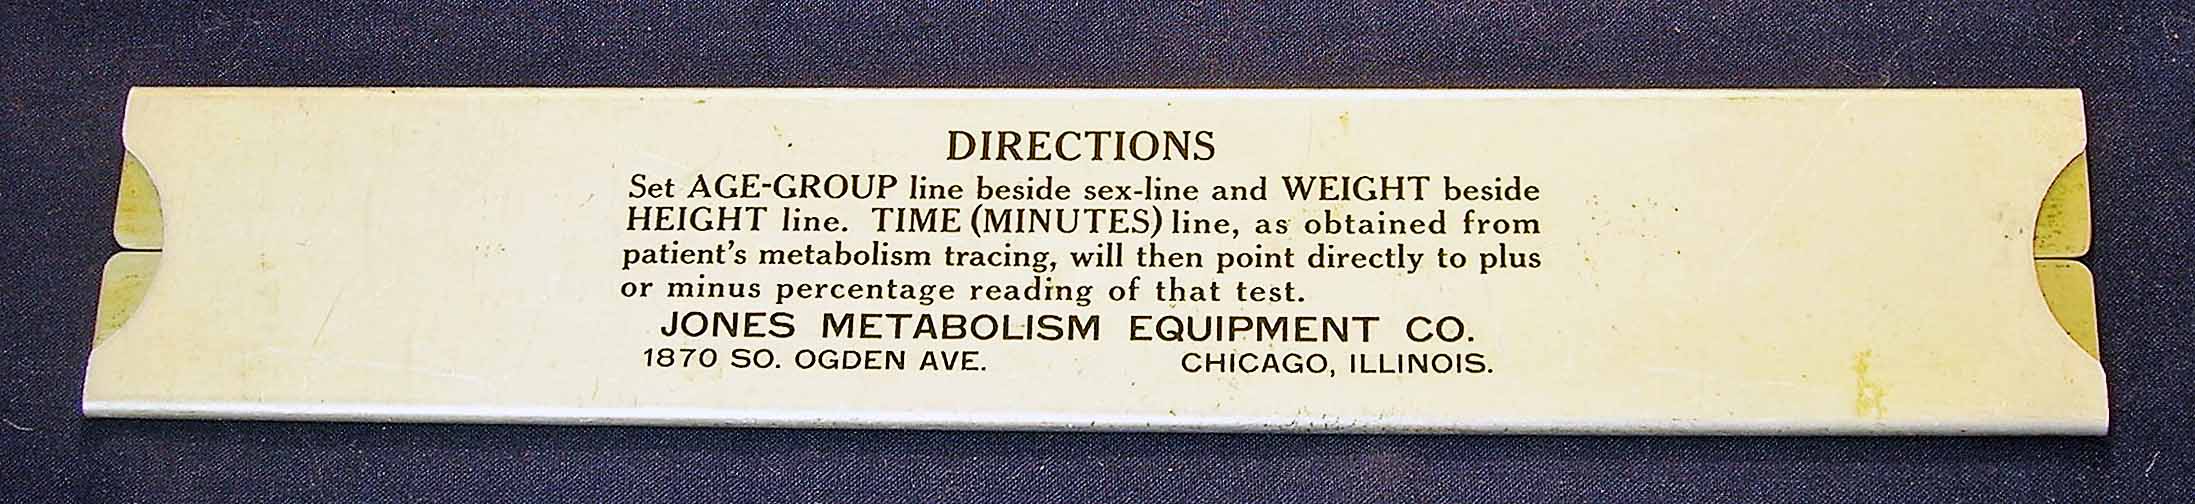 DIRECTIONS
Set AGE-GROUP line beside sex-line and WEIGHT beside
HEIGHT line. TIME (MINUTES) line, as obtained from
patient's metabolism tracing, will then point directly to plus
or minus percentage reading of that test.
JONES METABOLISM EQUIPMENT CO.
1870 SO. OGDEN AVE. CHICAGO, ILLINOIS.